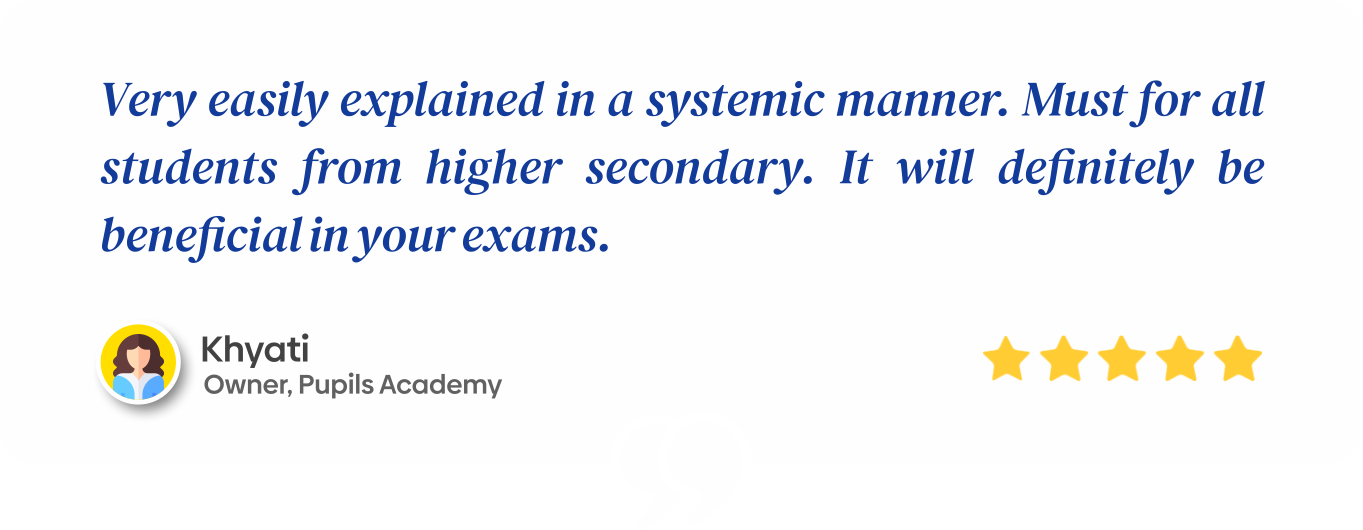 Very easily explained in a systemic manner. Must for all
students from higher secondary. It will definitely be
beneficial in your exams.
Khyati
Owner, Pupils Academy